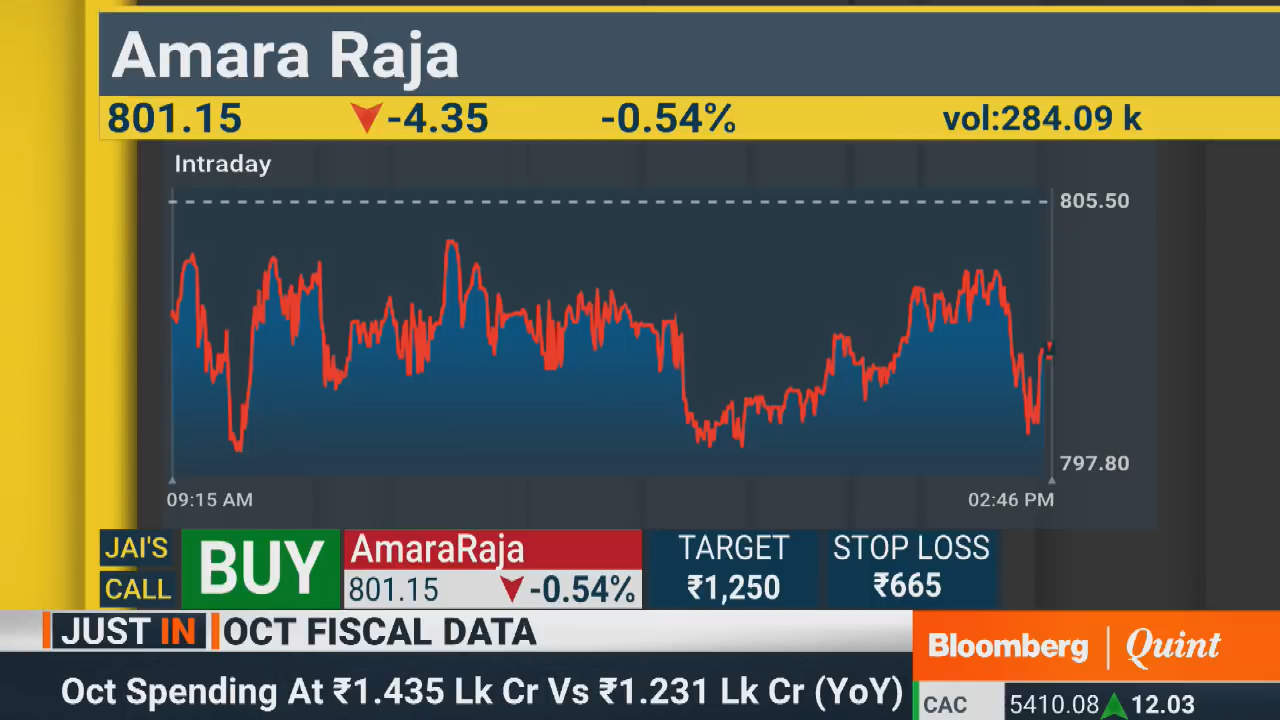 Amara Raja
801.15 -4.35 -0.54% vol:284.09 k
Intraday
805.50
797.80
09:15 AM 02:46 PM
JAI'S CALL
BUY
AmaraRaja
801.15 -0.54%
TARGET
₹1,250
STOP LOSS
₹665
JUST IN OCT FISCAL DATA
Oct Spending At ₹1.435 Lk Cr Vs ₹1.231 Lk Cr (YoY)
Bloomberg | Quint
CAC 5410.08 12.03